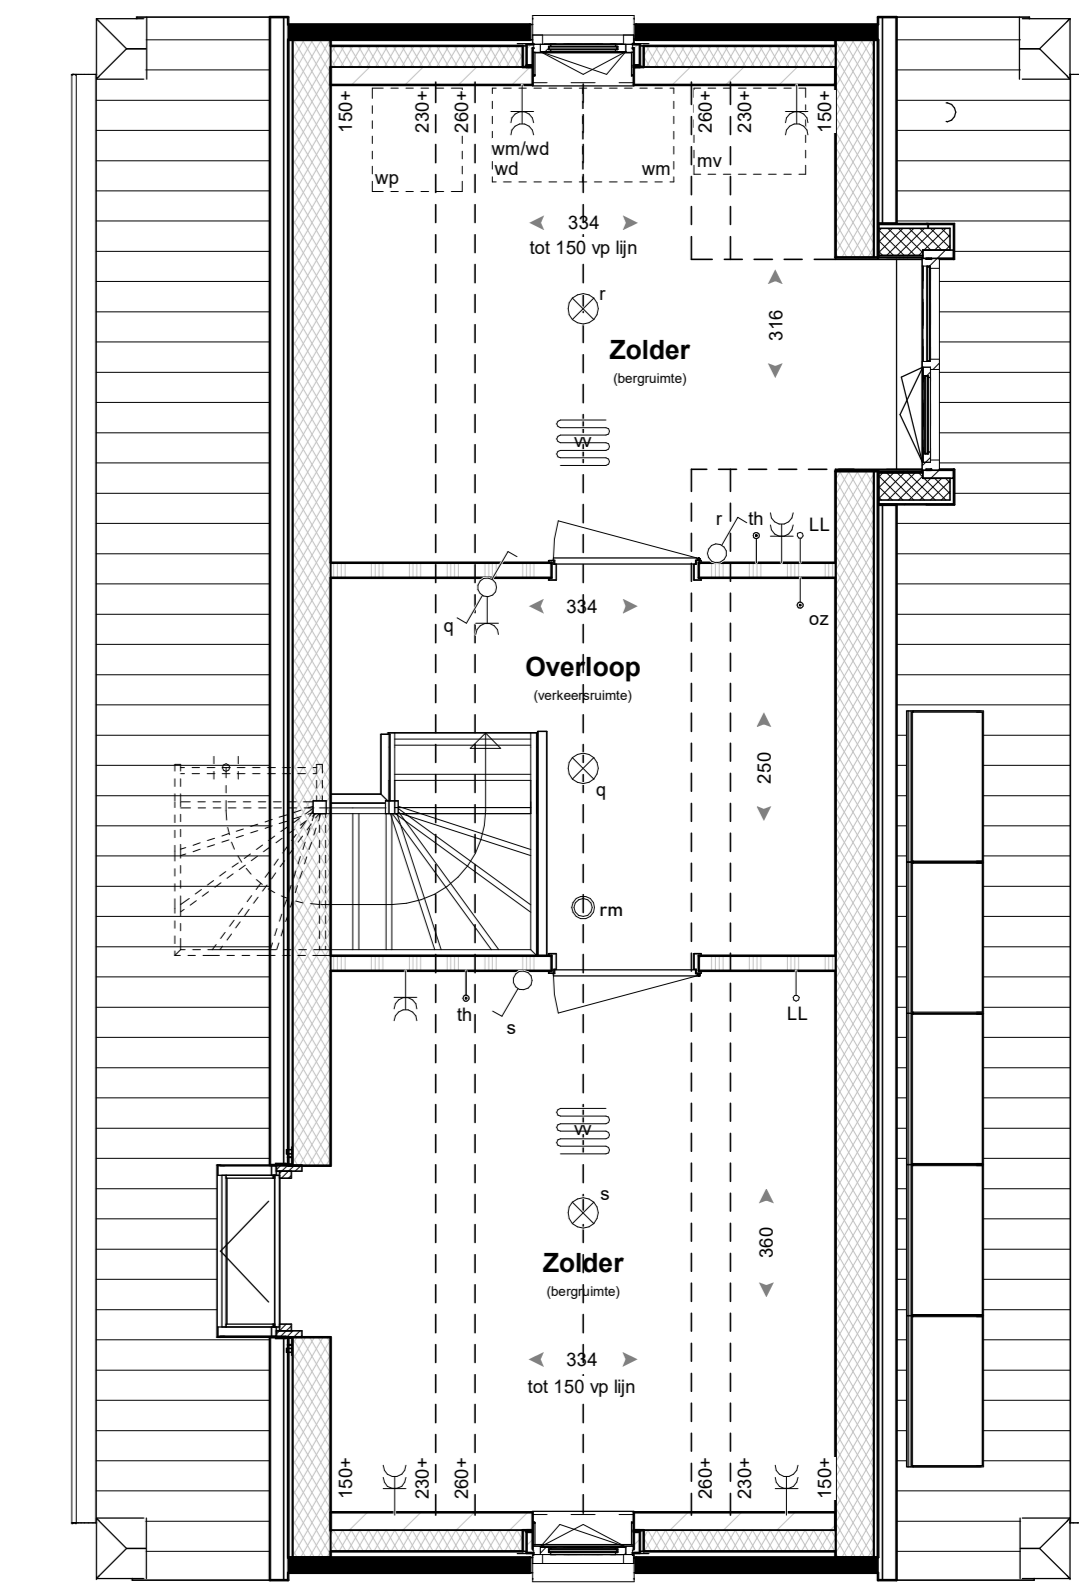 150+
230+
260+
260+
230+
150+
wm/wd
wp
wd
wm
mv
334
tot 150 vp lijn
r
316
Zolder
(bergruimte)
W
r
th
LL
q
334
oz
Overloop
(verkeersruimte)
250
q
rm
th
s
LL
W
s
360
Zolder
(bergruimte)
334
tot 150 vp lijn
150+
230+
260+
260+
230+
150+